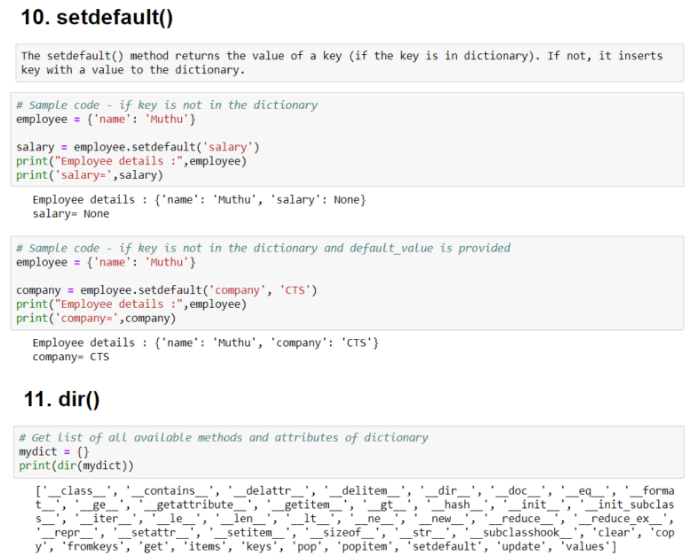 10. setdefault()
The setdefault() method returns the value of a key (if the key is in dictionary). If not, it inserts
key with a value to the dictionary.
# Sample code - if key is not in the dictionary
employee = {'name': 'Muthu'}
salary = employee.setdefault('salary')
print("Employee details :",employee)
print('salary=',salary)
Employee details : {'name': 'Muthu', 'salary': None}
salary= None
# Sample code - if key is not in the dictionary and default_value is provided
employee = {'name': 'Muthu'}
company = employee.setdefault('company', 'CTS')
print("Employee details :",employee)
print('company=',company)
Employee details : {'name': 'Muthu', 'company': 'CTS'}
company= CTS
11. dir()
# Get list of all available methods and attributes of dictionary
mydict = {}
print(dir(mydict))
['__class__', '__contains__', '__delattr__', '__delitem__', '__dir__', '__doc__', '__eq__', '__forma
t__', '__ge__', '__getattribute__', '__getitem__', '__gt__', '__hash__', '__init__', '__init_subclas
s__', '__iter__', '__le__', '__len__', '__lt__', '__ne__', '__new__', '__reduce__', '__reduce_ex__',
'__repr__', '__setattr__', '__setitem__', '__sizeof__', '__str__', '__subclasshook__', 'clear', 'cop
y', 'fromkeys', 'get', 'items', 'keys', 'pop', 'popitem', 'setdefault', 'update', 'values']